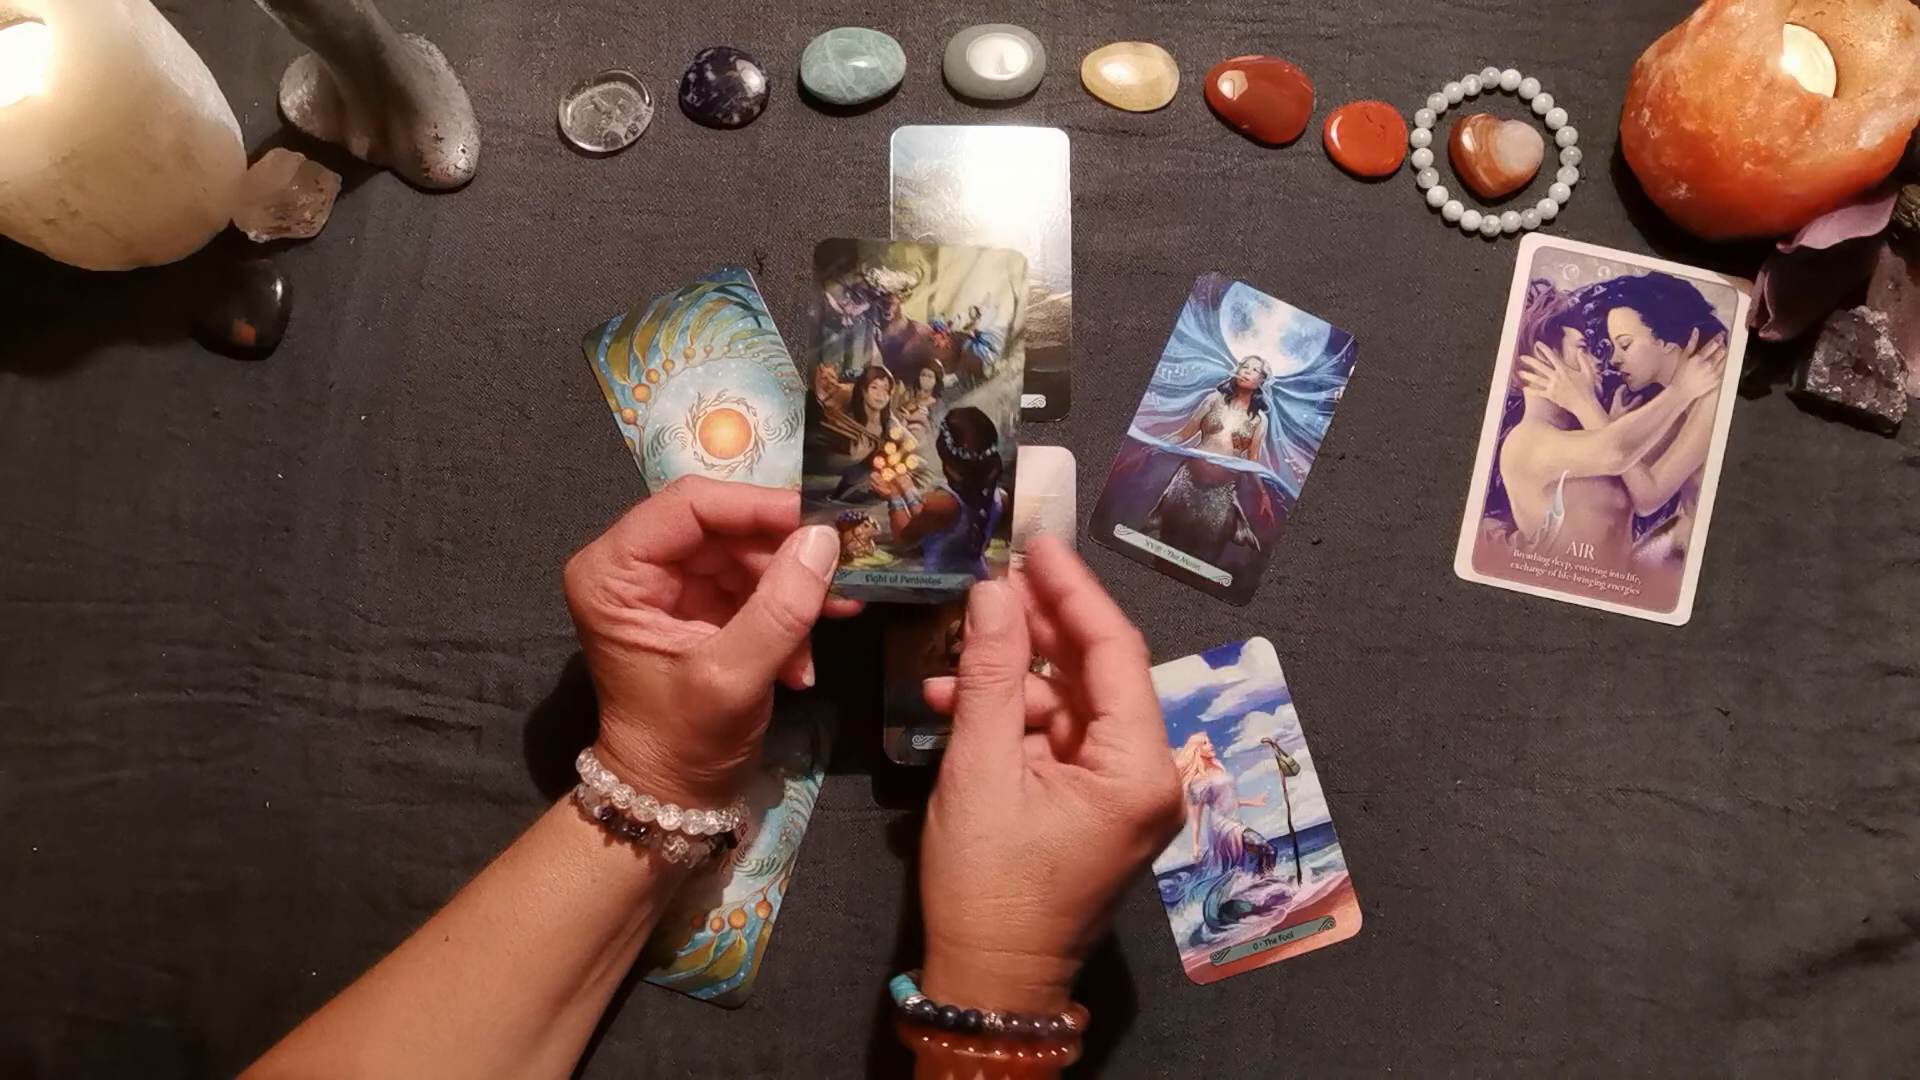 Eight of Pentacles
XVIII • The Moon
AIR
Breathing deep, entering into life,
exchange of life-bringing energies
0 • The Fool